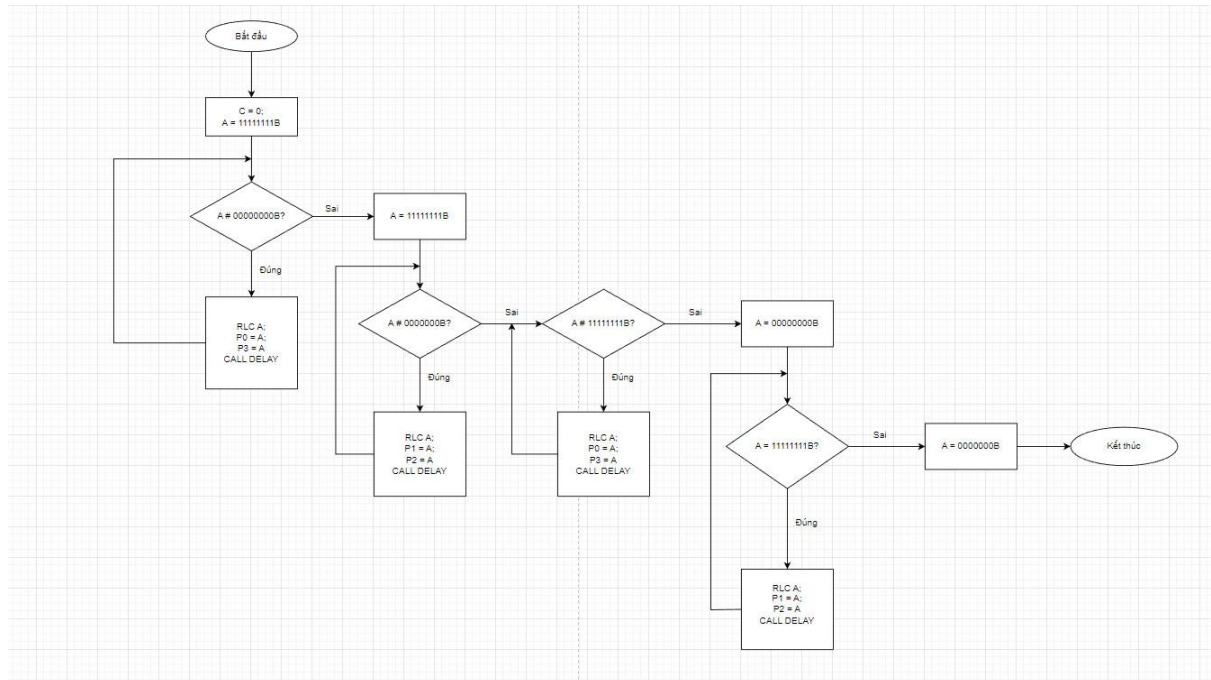 Bắt đầu
C = 0;
A = 11111111B
A # 00000000B?
Sai
A = 11111111B
Đúng
RLC A;
P0 = A;
P3 = A
CALL DELAY
A # 0000000B?
Sai
A # 11111111B?
Sai
A = 00000000B
Đúng
RLC A;
P1 = A;
P2 = A
CALL DELAY
Đúng
RLC A;
P0 = A;
P3 = A
CALL DELAY
A = 11111111B?
Sai
A = 0000000B
Kết thúc
Đúng
RLC A;
P1 = A;
P2 = A
CALL DELAY